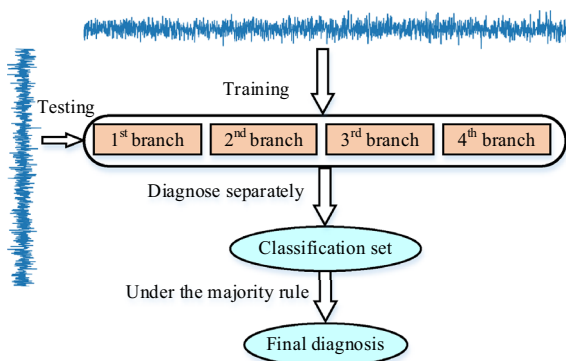 Training
Testing
1st branch 2nd branch 3rd branch 4th branch
Diagnose separately
Classification set
Under the majority rule
Final diagnosis